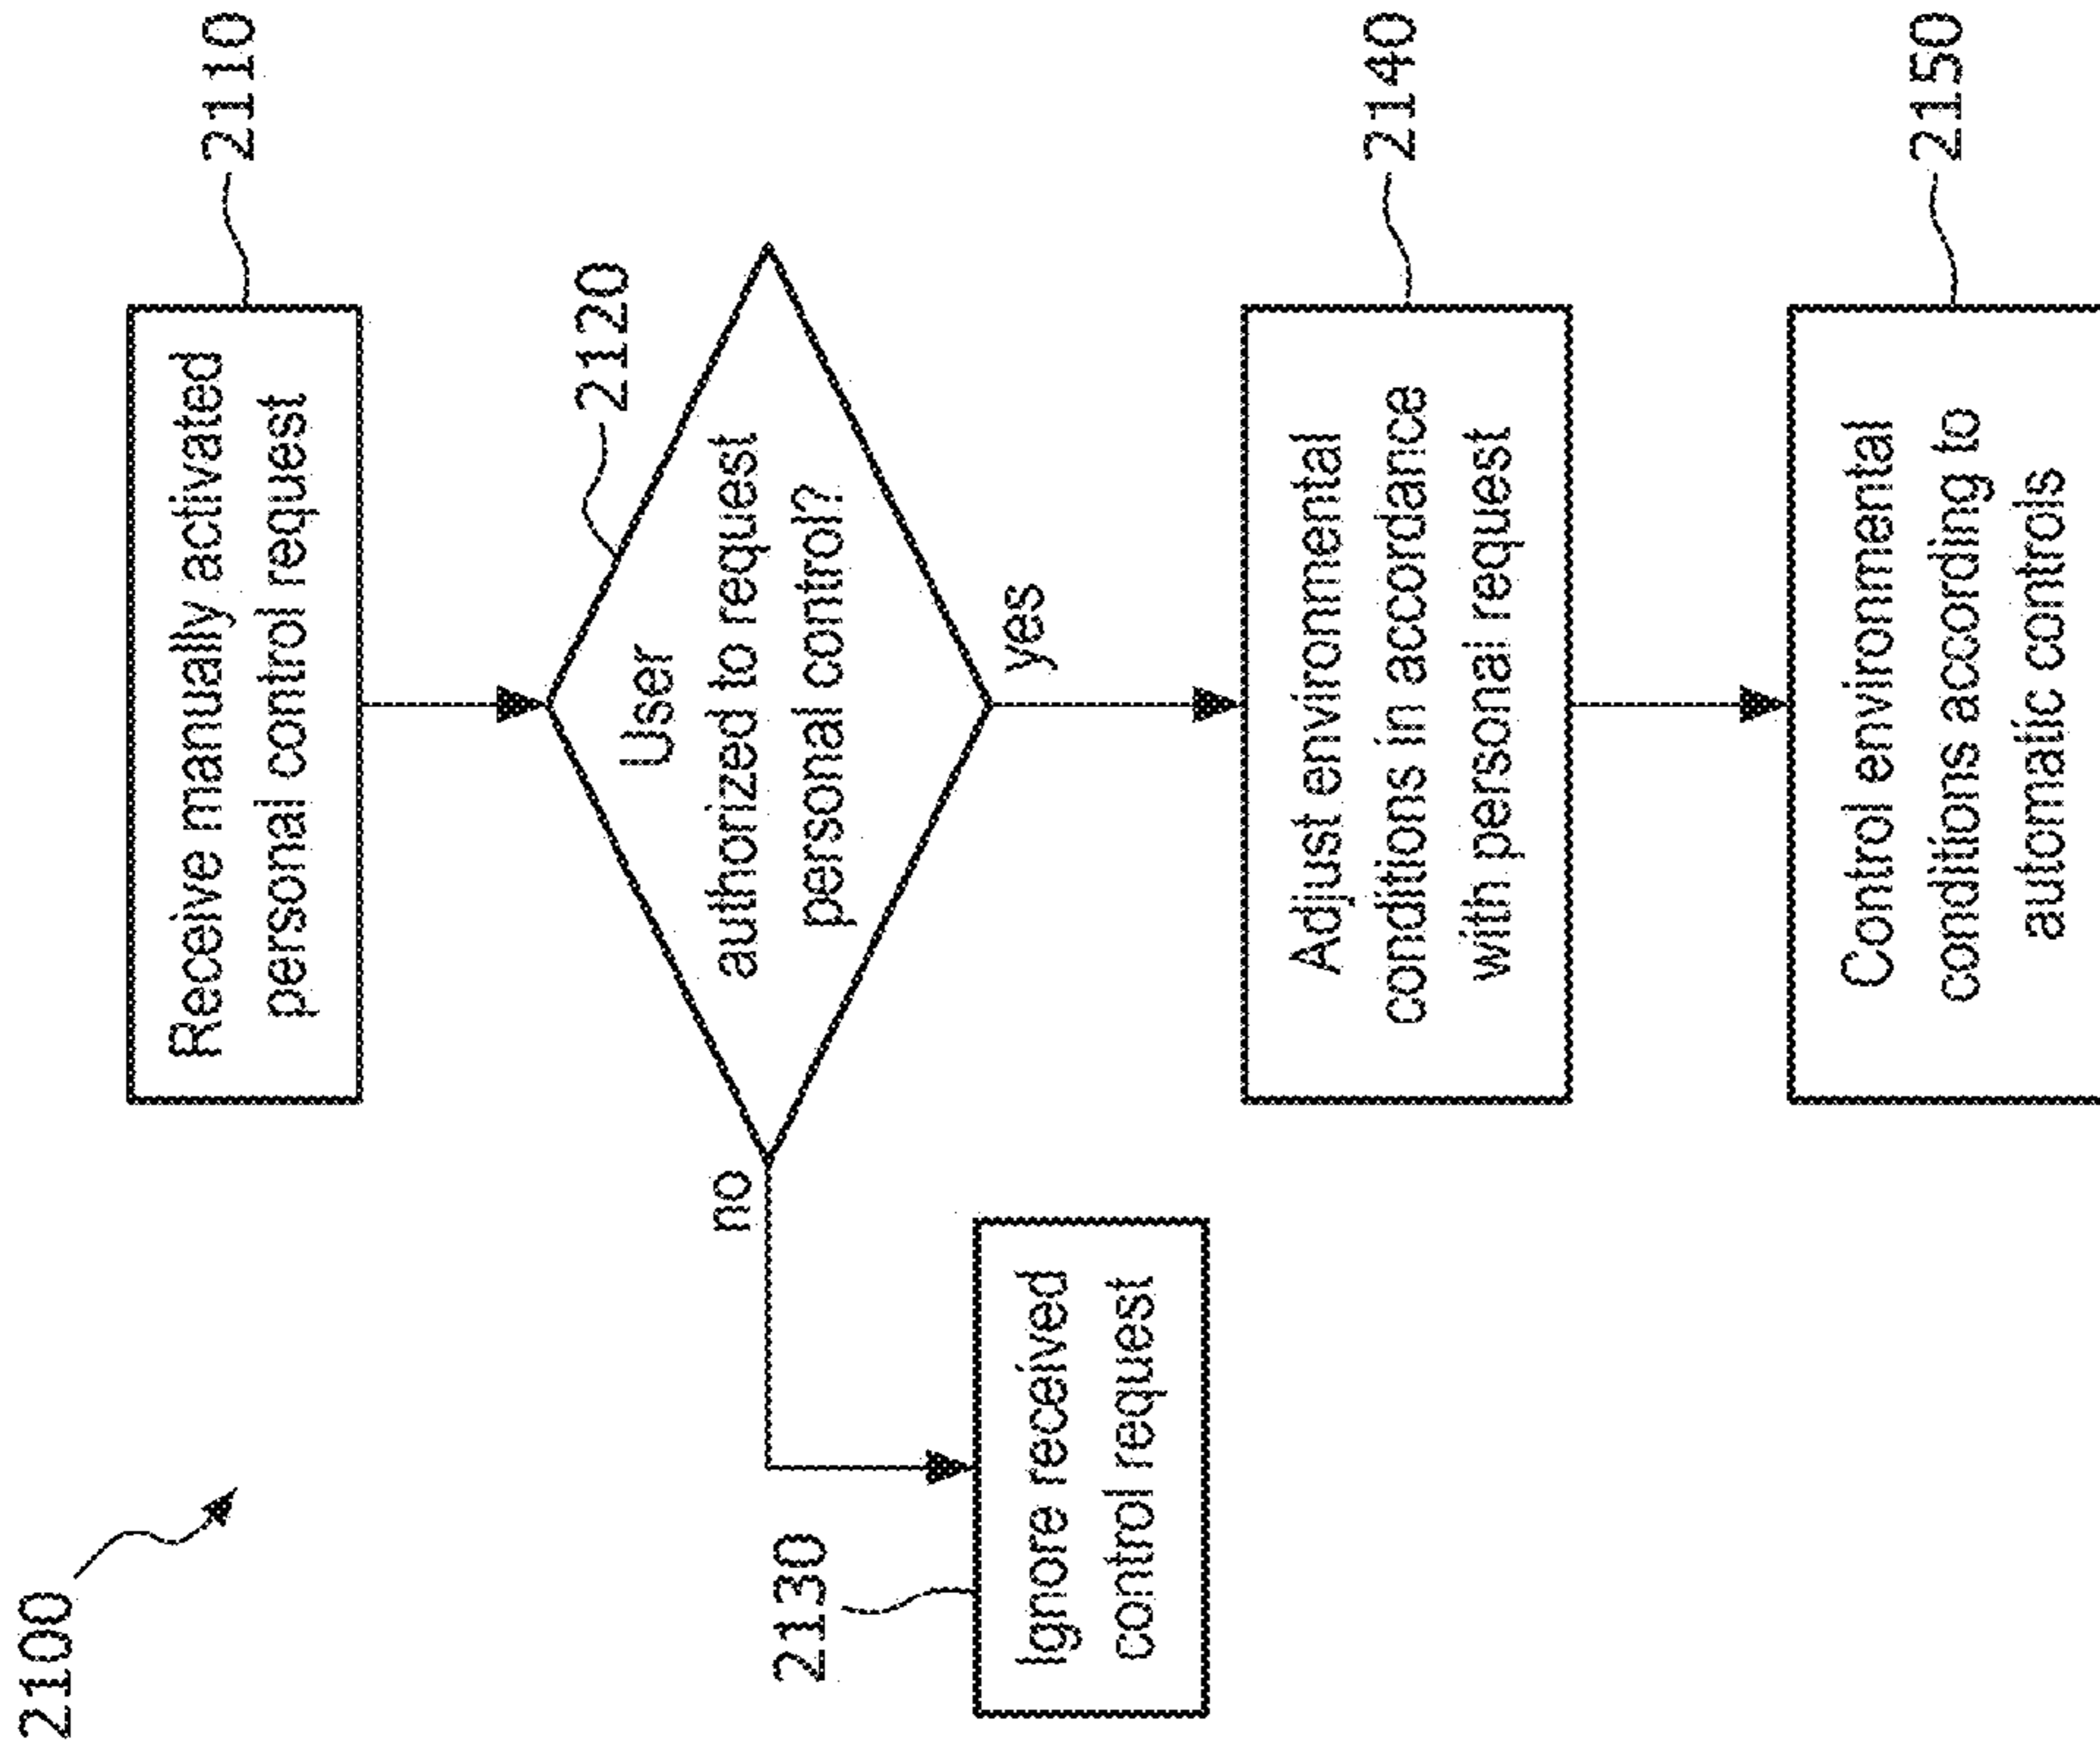 2100
Receive manually activated
personal control request
2110
User
authorized to request
personal control?
2120
no
yes
Ignore received
control request
2130
Adjust environmental
conditions in accordance
with personal request
2140
Control environmental
conditions according to
automatic controls
2150